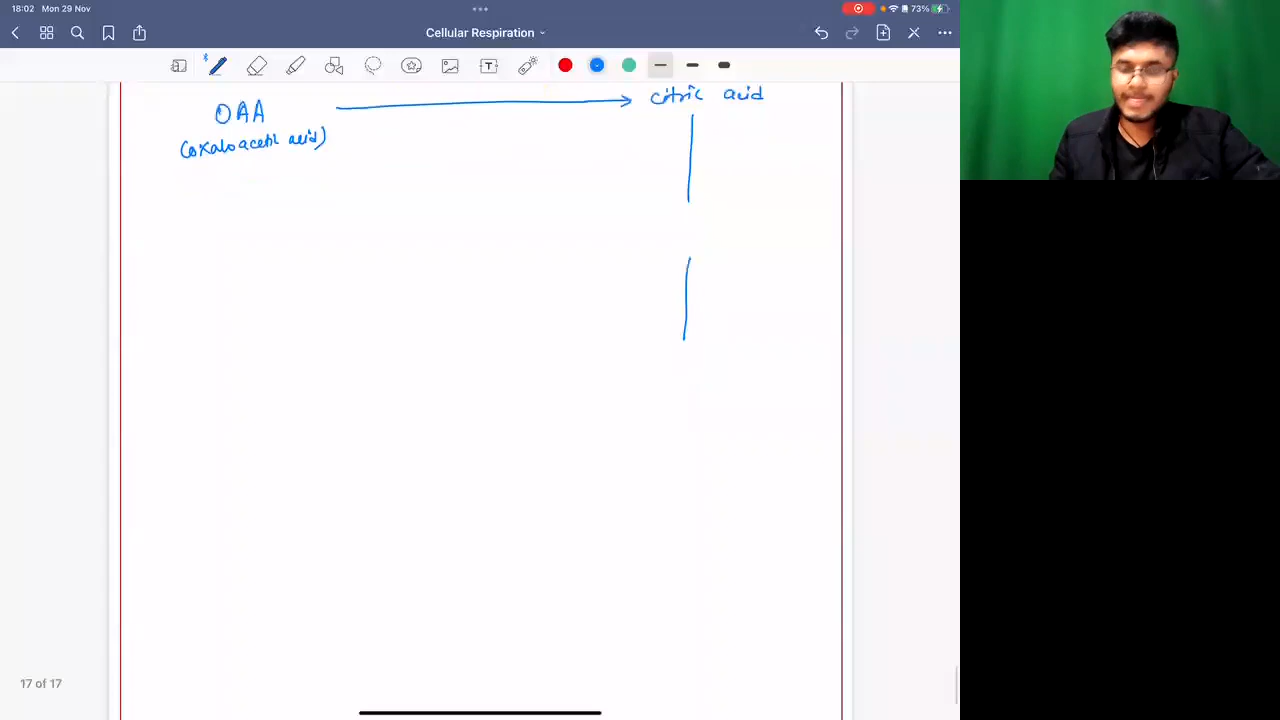 18:02 Mon 29 Nov
73%
Cellular Respiration
T
OAA
citric acid
(oxaloacetic acid)
17 of 17